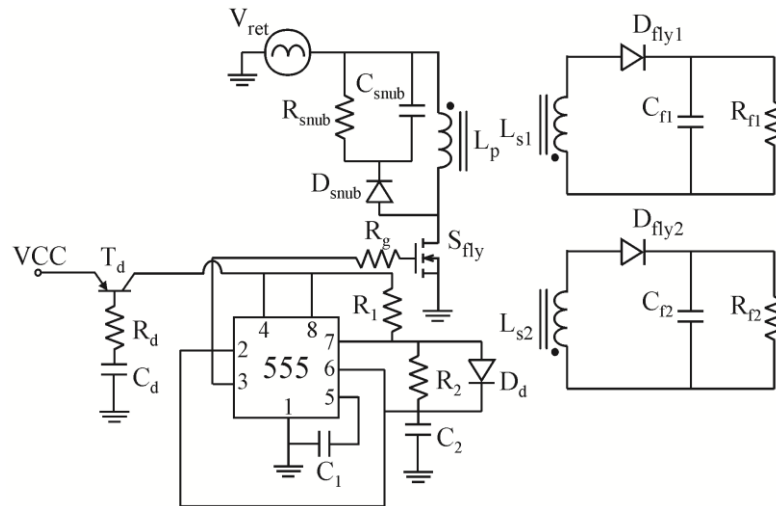 V_ret
C_snub
R_snub
D_snub
L_p
D_fly1
L_s1
C_f1
R_f1
D_fly2
L_s2
C_f2
R_f2
VCC
T_d
R_g
S_fly
R_1
R_d
C_d
4 8
7
2 555 6
3 5
1
R_2
D_d
C_1
C_2